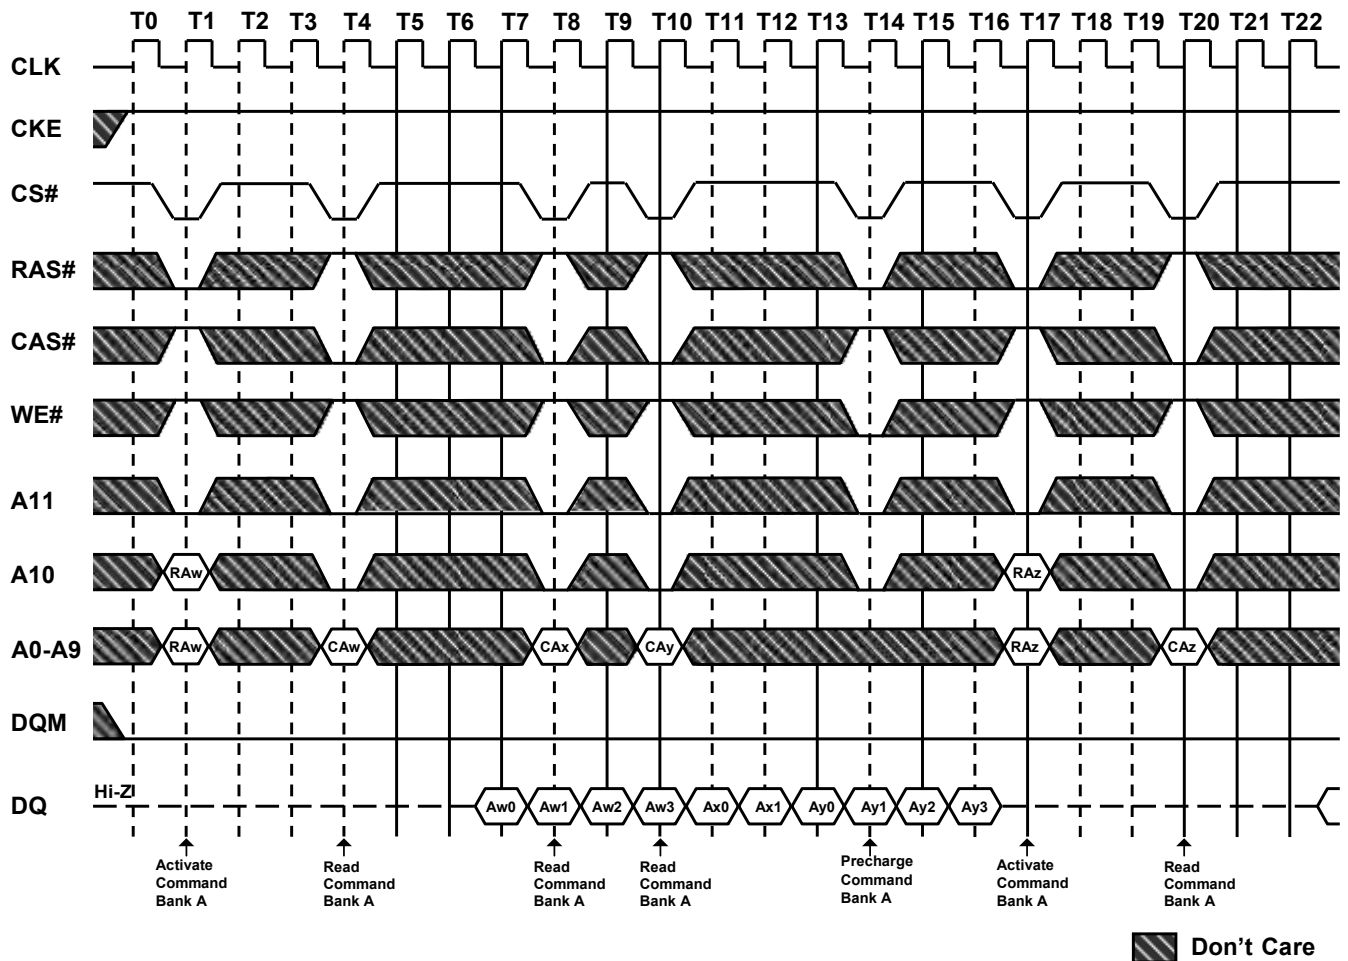 T0 T1 T2 T3 T4 T5 T6 T7 T8 T9 T10 T11 T12 T13 T14 T15 T16 T17 T18 T19 T20 T21 T22
CLK
CKE
CS#
RAS#
CAS#
WE#
A11
A10 RAw RAz
A0-A9 RAw CAw CAx CAy RAz CAz
DQM
Hi-Z
DQ Aw0 Aw1 Aw2 Aw3 Ax0 Ax1 Ay0 Ay1 Ay2 Ay3
Activate
Command
Bank A
Read
Command
Bank A
Read
Command
Bank A
Read
Command
Bank A
Precharge
Command
Bank A
Activate
Command
Bank A
Read
Command
Bank A
Don't Care